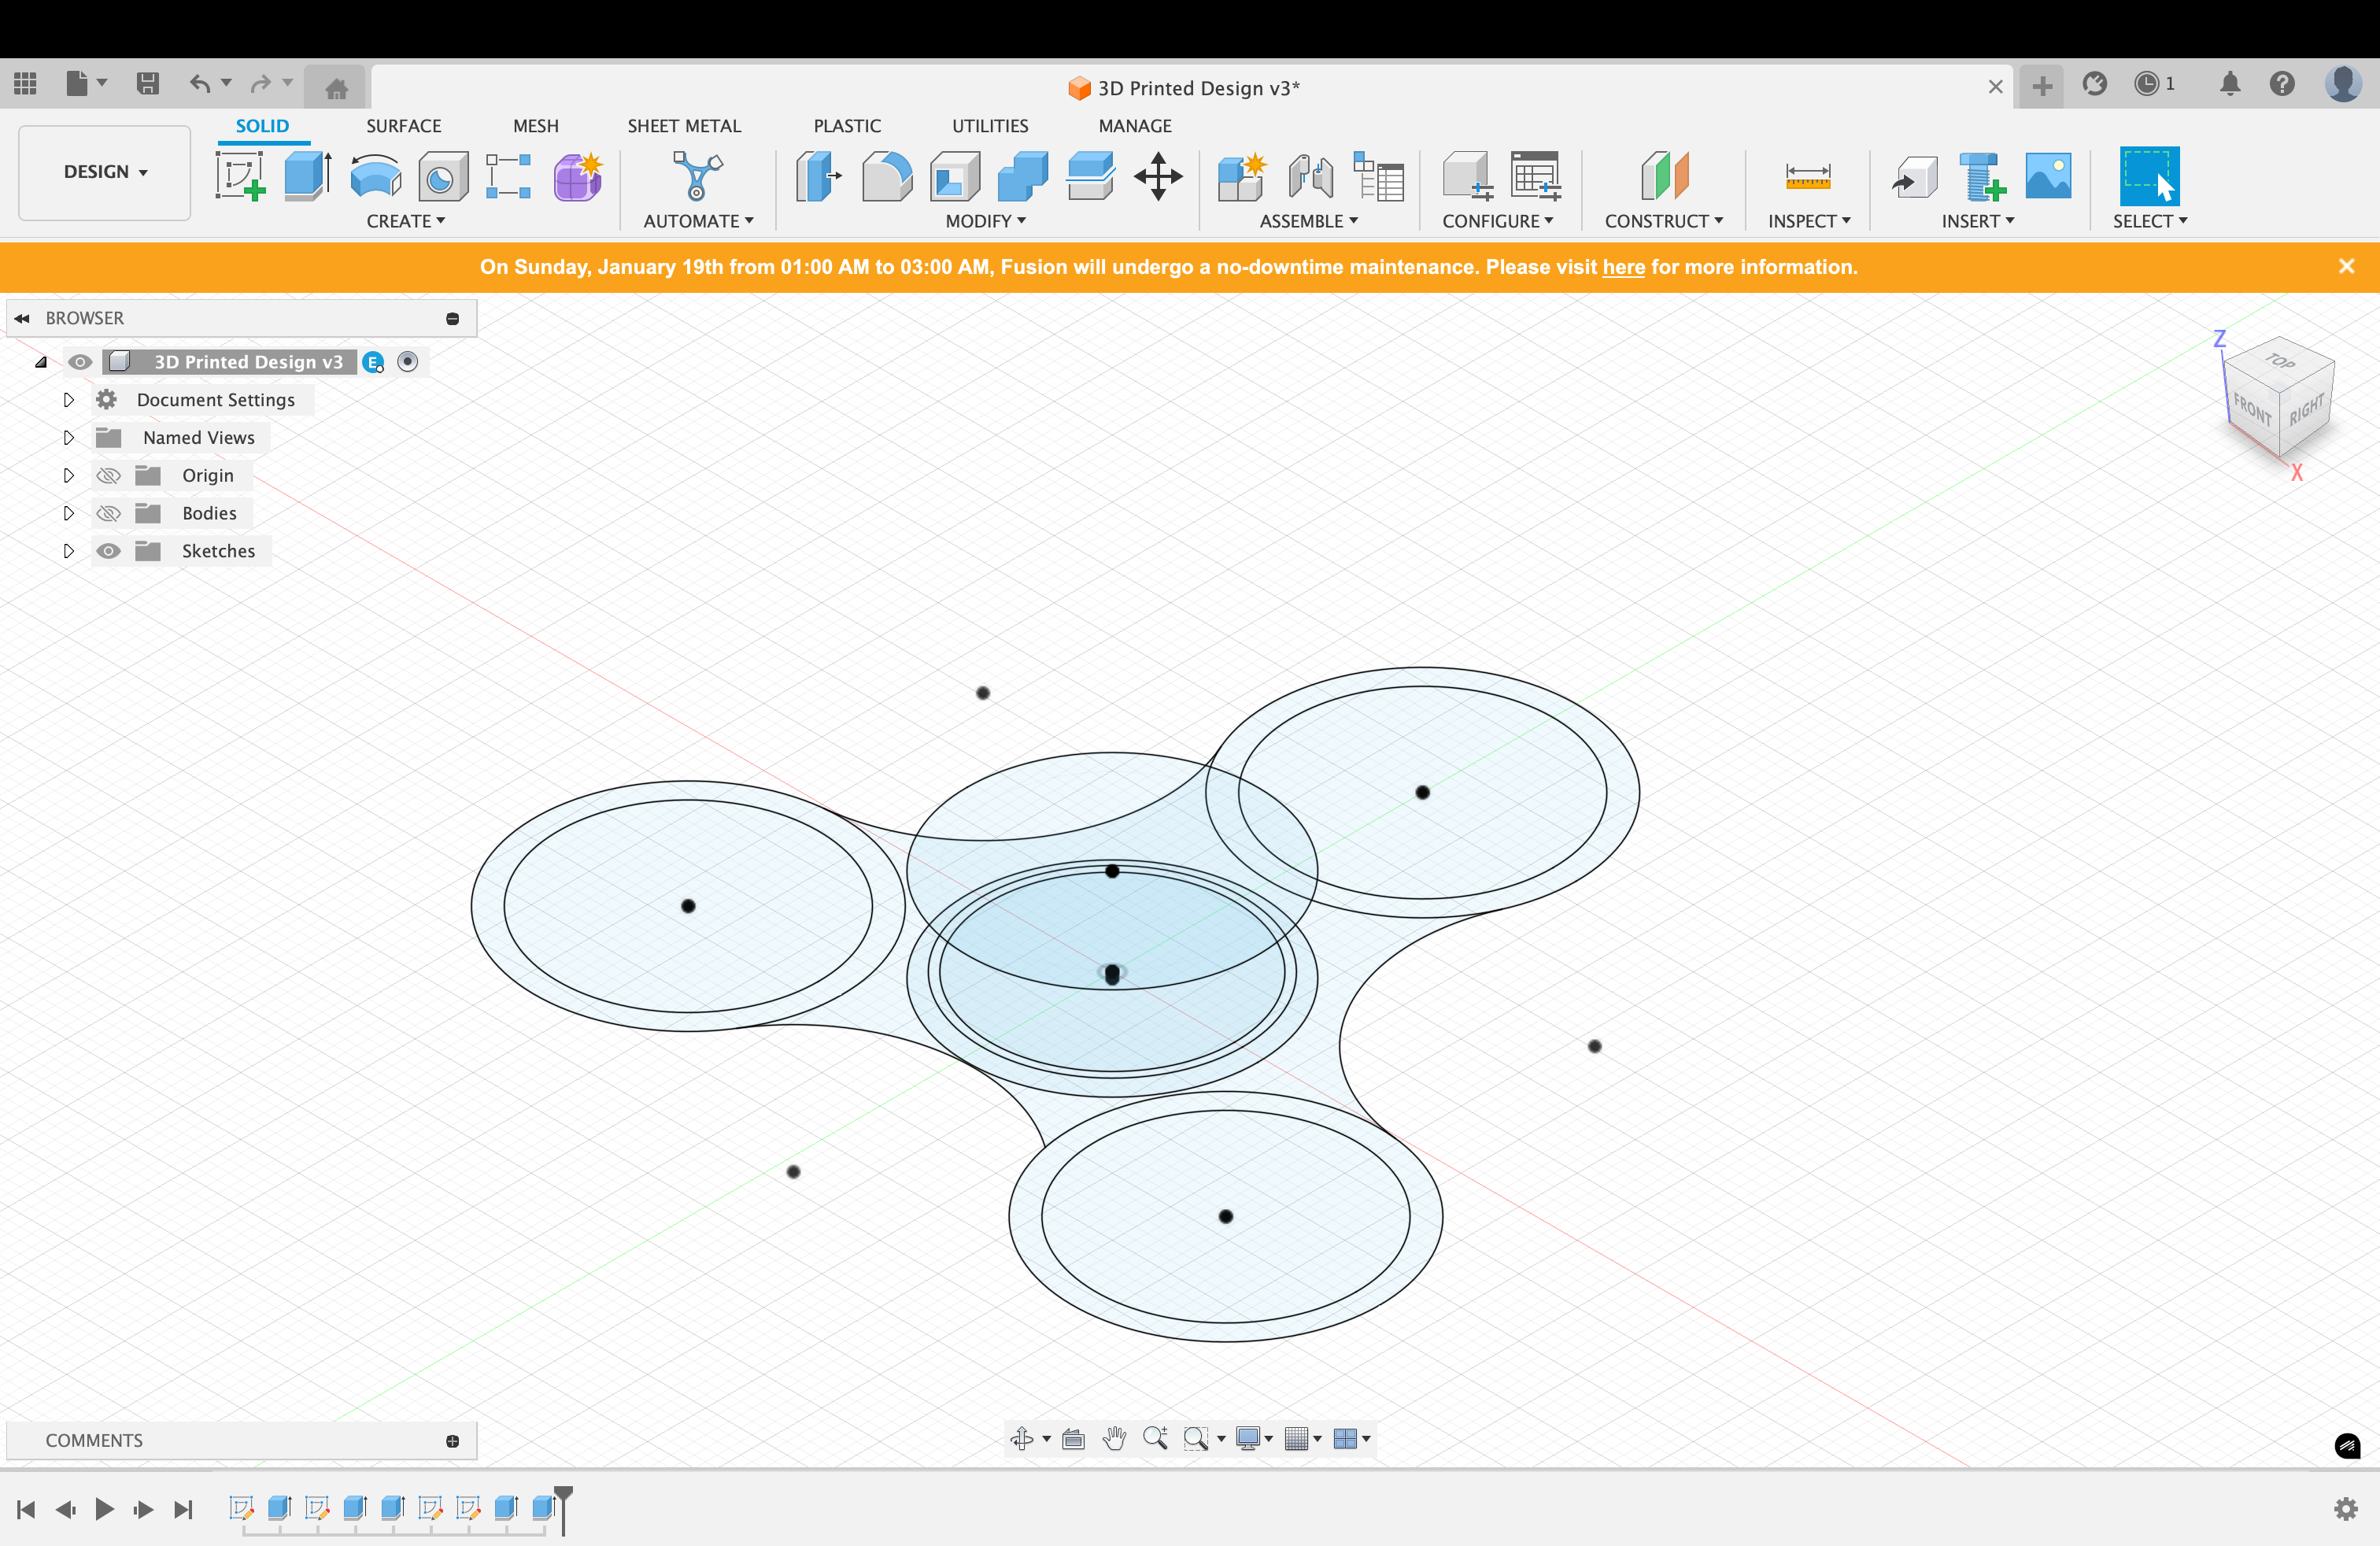 3D Printed Design v3*
1
SOLID SURFACE MESH SHEET METAL PLASTIC UTILITIES MANAGE
DESIGN
CREATE AUTOMATE MODIFY ASSEMBLE CONFIGURE CONSTRUCT INSPECT INSERT SELECT
On Sunday, January 19th from 01:00 AM to 03:00 AM, Fusion will undergo a no-downtime maintenance. Please visit here for more information.
BROWSER
3D Printed Design v3 E
Document Settings
Named Views
Origin
Bodies
Sketches
Z
TOP
FRONT RIGHT
X
COMMENTS